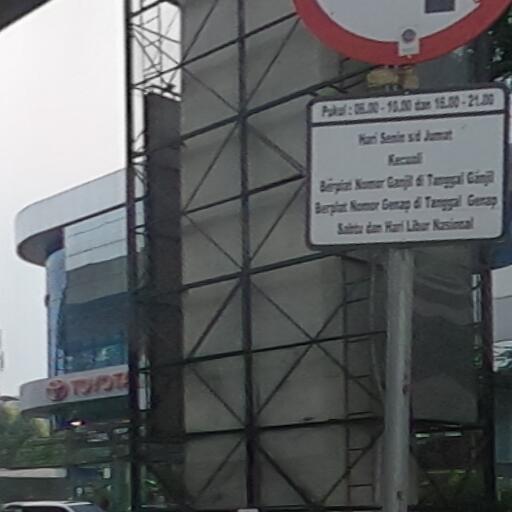 Pukul : 06.00 - 10.00 dan 16.00 - 21.00
Hari Senin s/d Jumat
Kecuali
Berplat Nomor Ganjil di Tanggal Ganjil
Berplat Nomor Genap di Tanggal Genap
Sabtu dan Hari Libur Nasional
TOYOTA